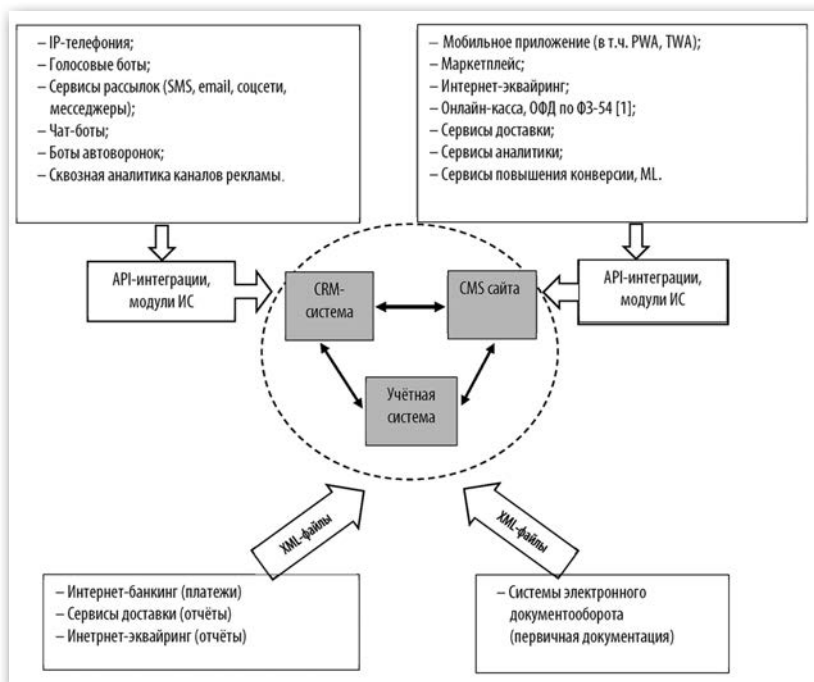 – IP-телефония;
– Голосовые боты;
– Сервисы рассылок (SMS, email, соцсети,
месседжеры);
– Чат-боты;
– Боты автоворонок;
– Сквозная аналитика каналов рекламы.
– Мобильное приложение (в т.ч. PWA, TWA);
– Маркетплейс;
– Интернет-эквайринг;
– Онлайн-касса, ОФД по ФЗ-54 [1];
– Сервисы доставки;
– Сервисы аналитики;
– Сервисы повышения конверсии, ML.
API-интеграции,
модули ИС
CRM-
система
CMS сайта
API-интеграции,
модули ИС
Учётная
система
XML-файлы
XML-файлы
– Интернет-банкинг (платежи)
– Сервисы доставки (отчёты)
– Инетрнет-эквайринг (отчёты)
– Системы электронного
документооборота
(первичная документация)